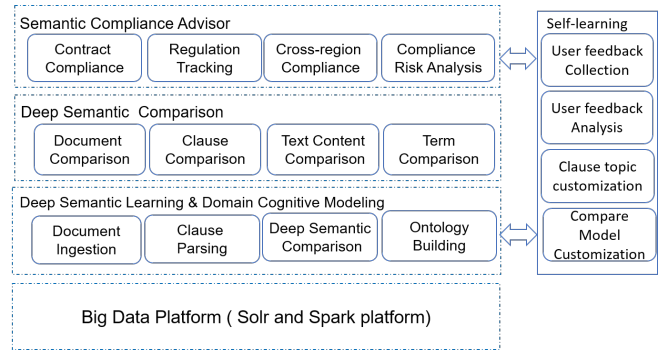 Semantic Compliance Advisor
Contract
Compliance
Regulation
Tracking
Cross-region
Compliance
Compliance
Risk Analysis
Deep Semantic Comparison
Document
Comparison
Clause
Comparison
Text Content
Comparison
Term
Comparison
Deep Semantic Learning & Domain Cognitive Modeling
Document
Ingestion
Clause
Parsing
Deep Semantic
Comparison
Ontology
Building
Big Data Platform ( Solr and Spark platform)
Self-learning
User feedback
Collection
User feedback
Analysis
Clause topic
customization
Compare
Model
Customization